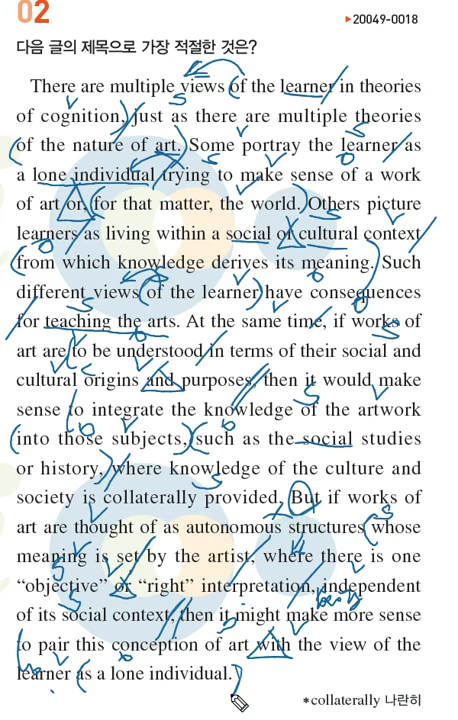 02
▶20049-0018
다음 글의 제목으로 가장 적절한 것은?
There are multiple views of the learner in theories
of cognition, just as there are multiple theories
of the nature of art. Some portray the learner as
a lone individual trying to make sense of a work
of art or, for that matter, the world. Others picture
learners as living within a social or cultural context
from which knowledge derives its meaning. Such
different views of the learner have consequences
for teaching the arts. At the same time, if works of
art are to be understood in terms of their social and
cultural origins and purposes, then it would make
sense to integrate the knowledge of the artwork
into those subjects, such as the social studies
or history, where knowledge of the culture and
society is collaterally provided. But if works of
art are thought of as autonomous structures whose
meaning is set by the artist, where there is one
“objective” or “right” interpretation, independent
of its social context, then it might make more sense
to pair this conception of art with the view of the
learner as a lone individual.
*collaterally 나란히